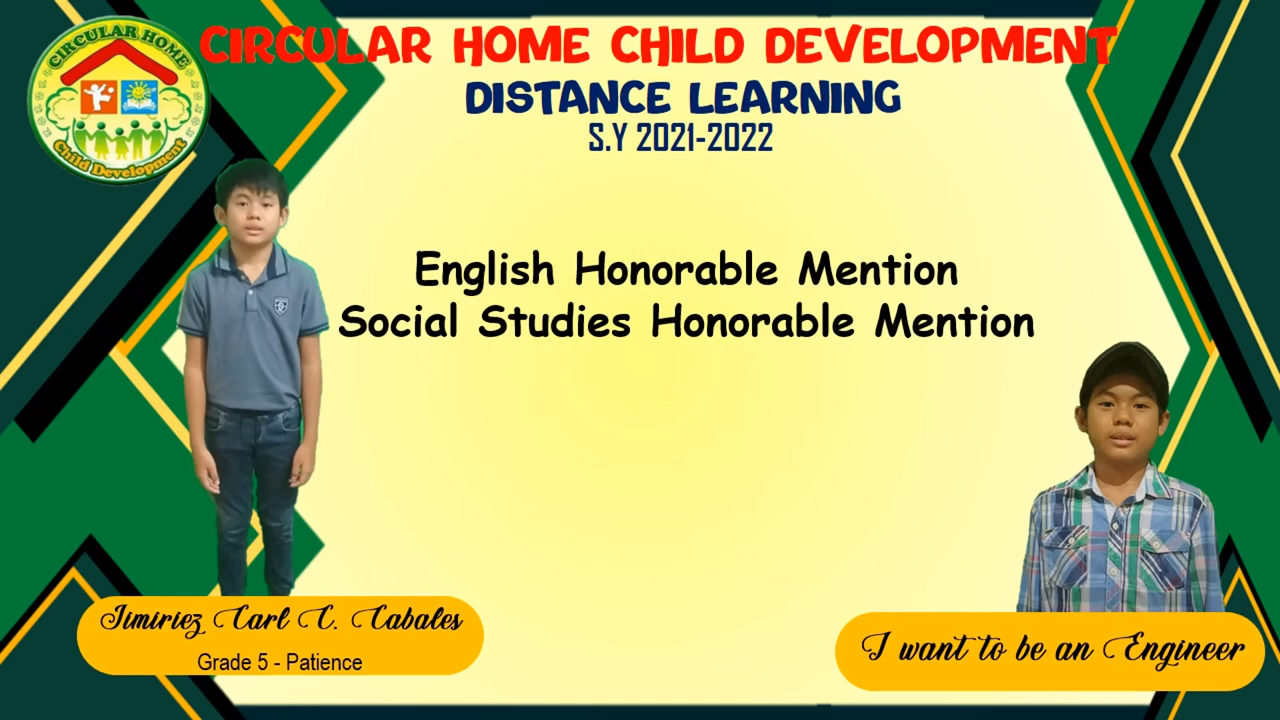 CIRCULAR HOME
Child Development
CIRCULAR HOME CHILD DEVELOPMENT
DISTANCE LEARNING
S.Y 2021-2022
English Honorable Mention
Social Studies Honorable Mention
Jimiriez Carl C. Cabales
Grade 5 - Patience
I want to be an Engineer